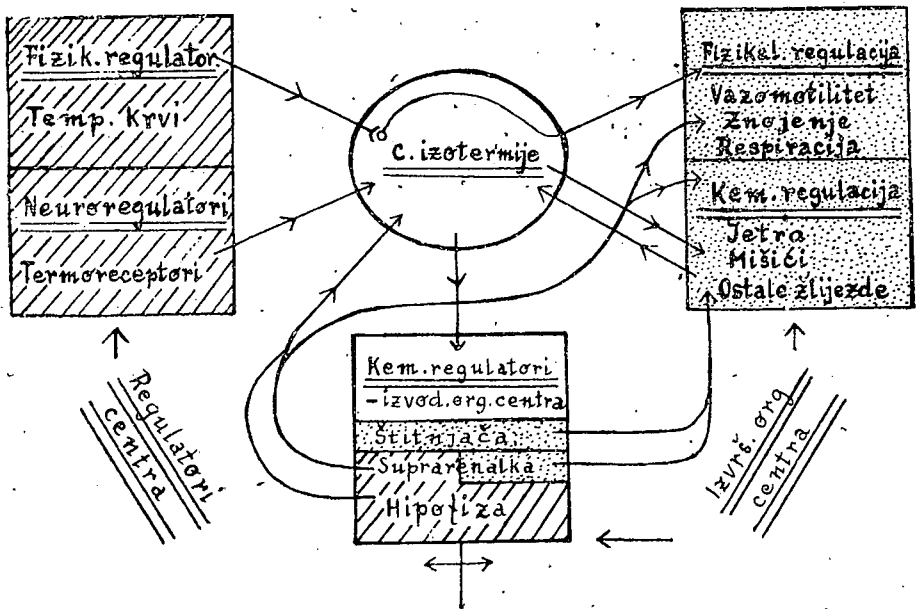 Fizik. regulator
Temp. krvi
Neuroregulatori
Termoreceptori
C. izotermije
Fizikal. regulacija
Vazomotilitet
Znojenje
Respiracija
Kem. regulacija
Jetra
Mišići
Ostale žlijezde
Kem. regulatori
-izvod. org. centra
Štitnjača
Suprarenalka
Hipofiza
Regulatori
centra
Izvrš. org
centra